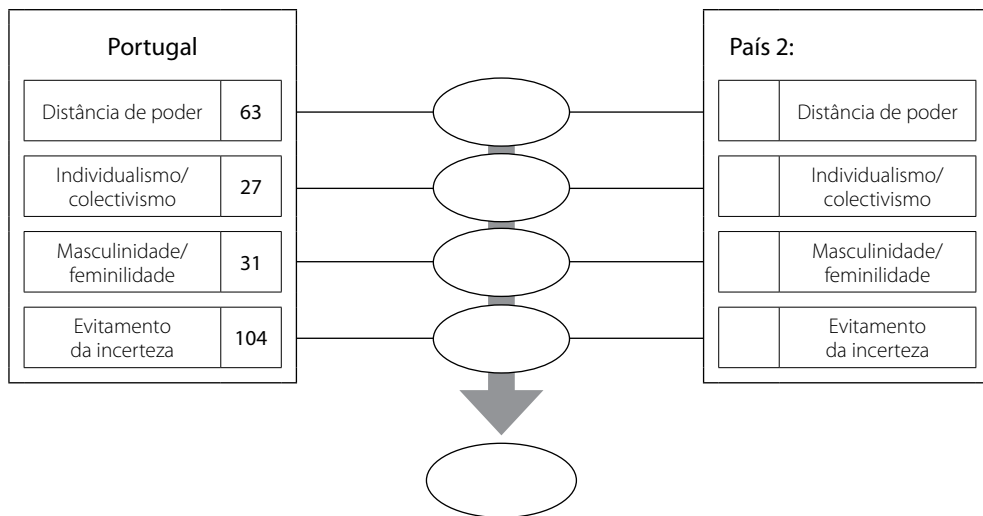 Portugal
Distância de poder 63
Individualismo/
colectivismo 27
Masculinidade/
feminilidade 31
Evitamento
da incerteza 104
País 2:
Distância de poder
Individualismo/
colectivismo
Masculinidade/
feminilidade
Evitamento
da incerteza